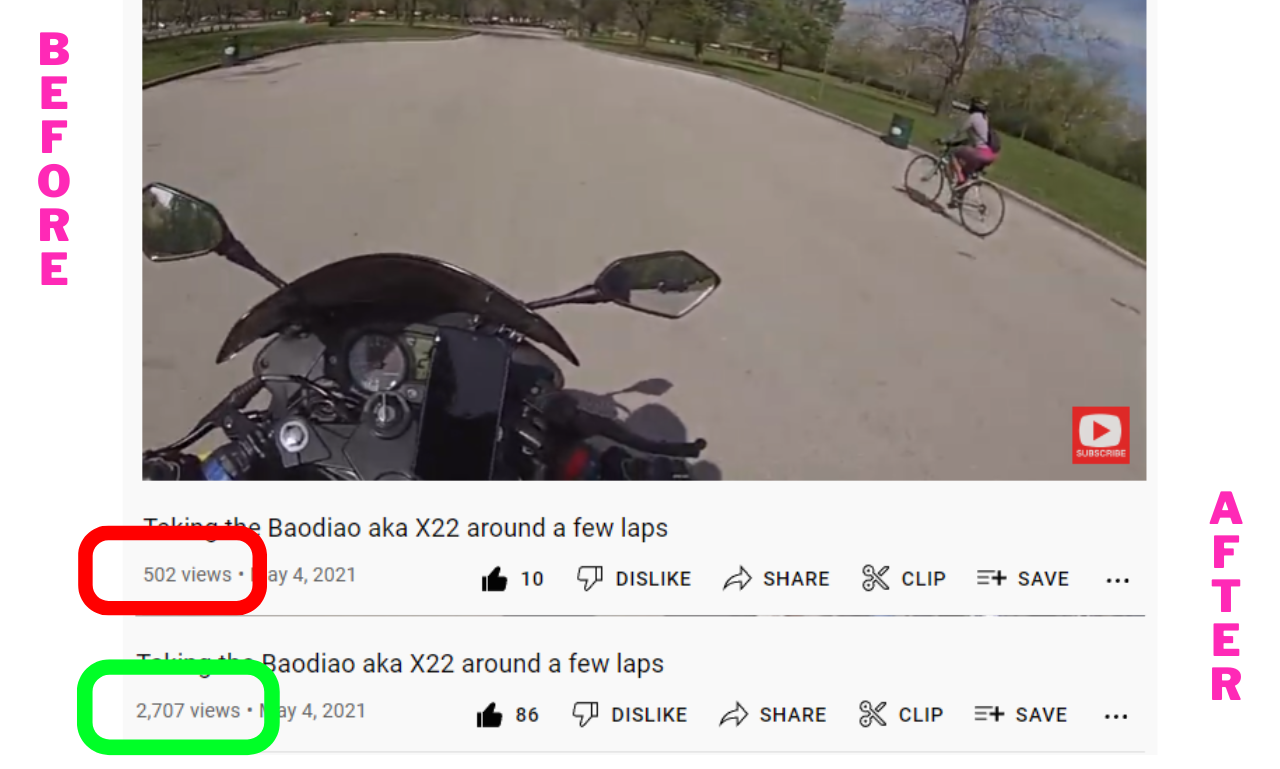 BEFORE
SUBSCRIBE
Taking the Baodiao aka X22 around a few laps
502 views • May 4, 2021
10 DISLIKE SHARE CLIP SAVE ...
Taking the Baodiao aka X22 around a few laps
2,707 views • May 4, 2021
86 DISLIKE SHARE CLIP SAVE ...
AFTER